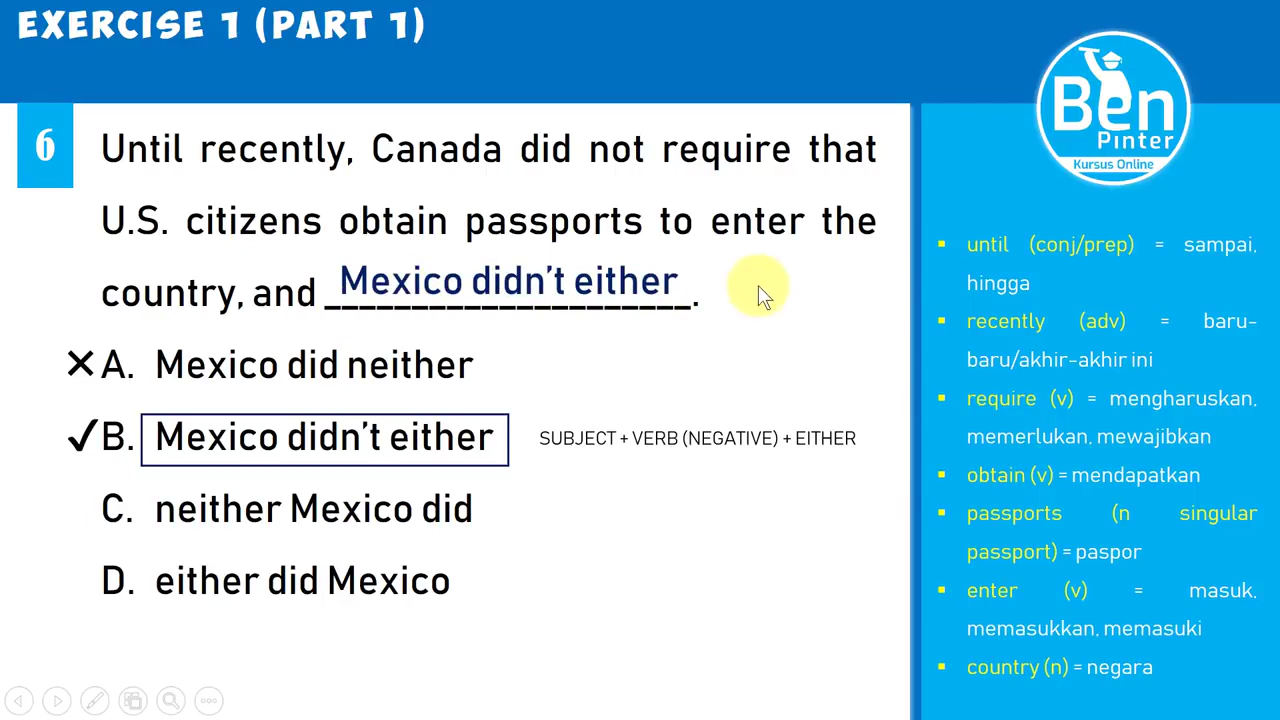 EXERCISE 1 (PART 1)
6
Until recently, Canada did not require that
U.S. citizens obtain passports to enter the
country, and Mexico didn't either.
A. Mexico did neither
B. Mexico didn't either
SUBJECT + VERB (NEGATIVE) + EITHER
C. neither Mexico did
D. either did Mexico
Ben
Pinter
Kursus Online
until (conj/prep) = sampai,
hingga
recently (adv) = baru-
baru/akhir-akhir ini
require (v) = mengharuskan,
memerlukan, mewajibkan
obtain (v) = mendapatkan
passports (n singular
passport) = paspor
enter (v) = masuk,
memasukkan, memasuki
country (n) = negara